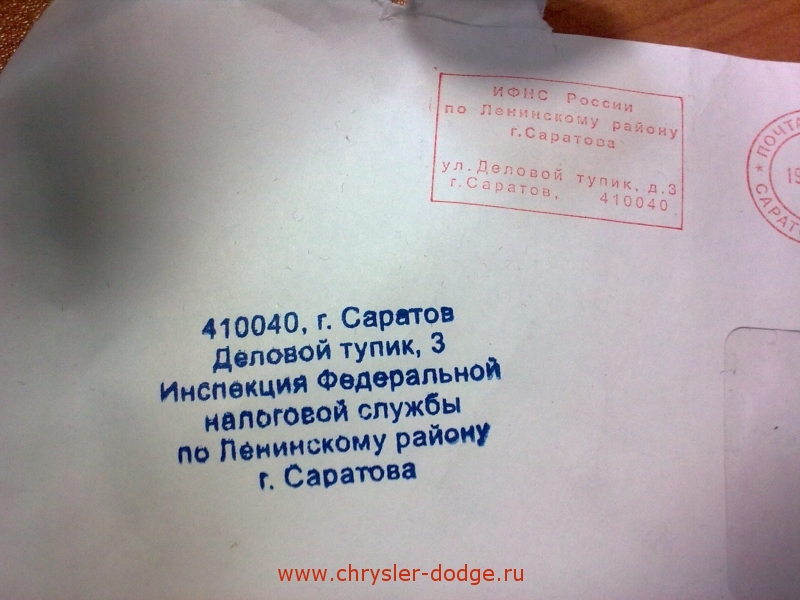 ИФНС России
по Ленинскому району
г.Саратова
ул.Деловой тупик, д.3
г.Саратов, 410040
410040, г. Саратов
Деловой тупик, 3
Инспекция Федеральной
налоговой службы
по Ленинскому району
г. Саратова
www.chrysler-dodge.ru